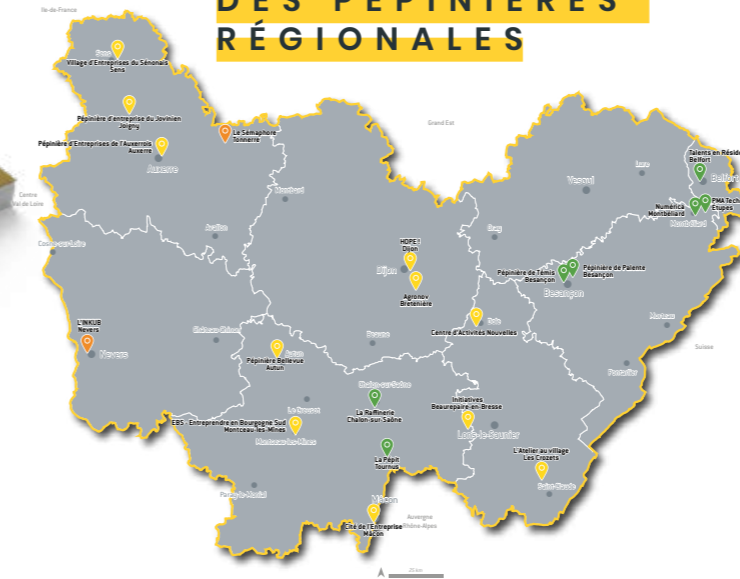 DES PÉPINIÈRES
RÉGIONALES
Ile-de-France
Sens
Village d'Entreprises du Sénonais
Sens
Pépinière d'entreprise du Jovinien
Joigny
Grand Est
Le Sémaphore
Tonnerre
Pépinière d'Entreprises de l'Auxerrois
Auxerre
Auxerre
Talents en Réside
Belfort
Lure
Belfort
Vesoul
Centre
Val de Loire
Montbard
PMA Tech
Etupes
Numérica
Montbéliard
Montbéliard
Avallon
Gray
Cosne-sur-Loire
HOPE!!
Dijon
Dijon
Pépinière de Témis
Besançon
Pépinière de Palente
Besançon
Besançon
Agronov
Bretenière
Morteau
L'INKUB
Nevers
Nevers
Château-Chinon
Beaune
Dole
Centre d'Activités Nouvelles
Suisse
Autun
Pépinière Bellevue
Autun
Pontarlier
Chalon-sur-Saône
La Raffinerie
Chalon-sur-Saône
Initiatives
Beaurepaire-en-Bresse
Le Creusot
EBS - Entreprendre en Bourgogne Sud
Montceau-les-Mines
Montceau-les-Mines
Lons-le-Saunier
L'Atelier au village
Les Crozets
La Pépit
Tournus
Saint-Claude
Paray-le-Monial
Mâcon
Cité de l'Entreprise
Mâcon
Auvergne
Rhône-Alpes
20 km